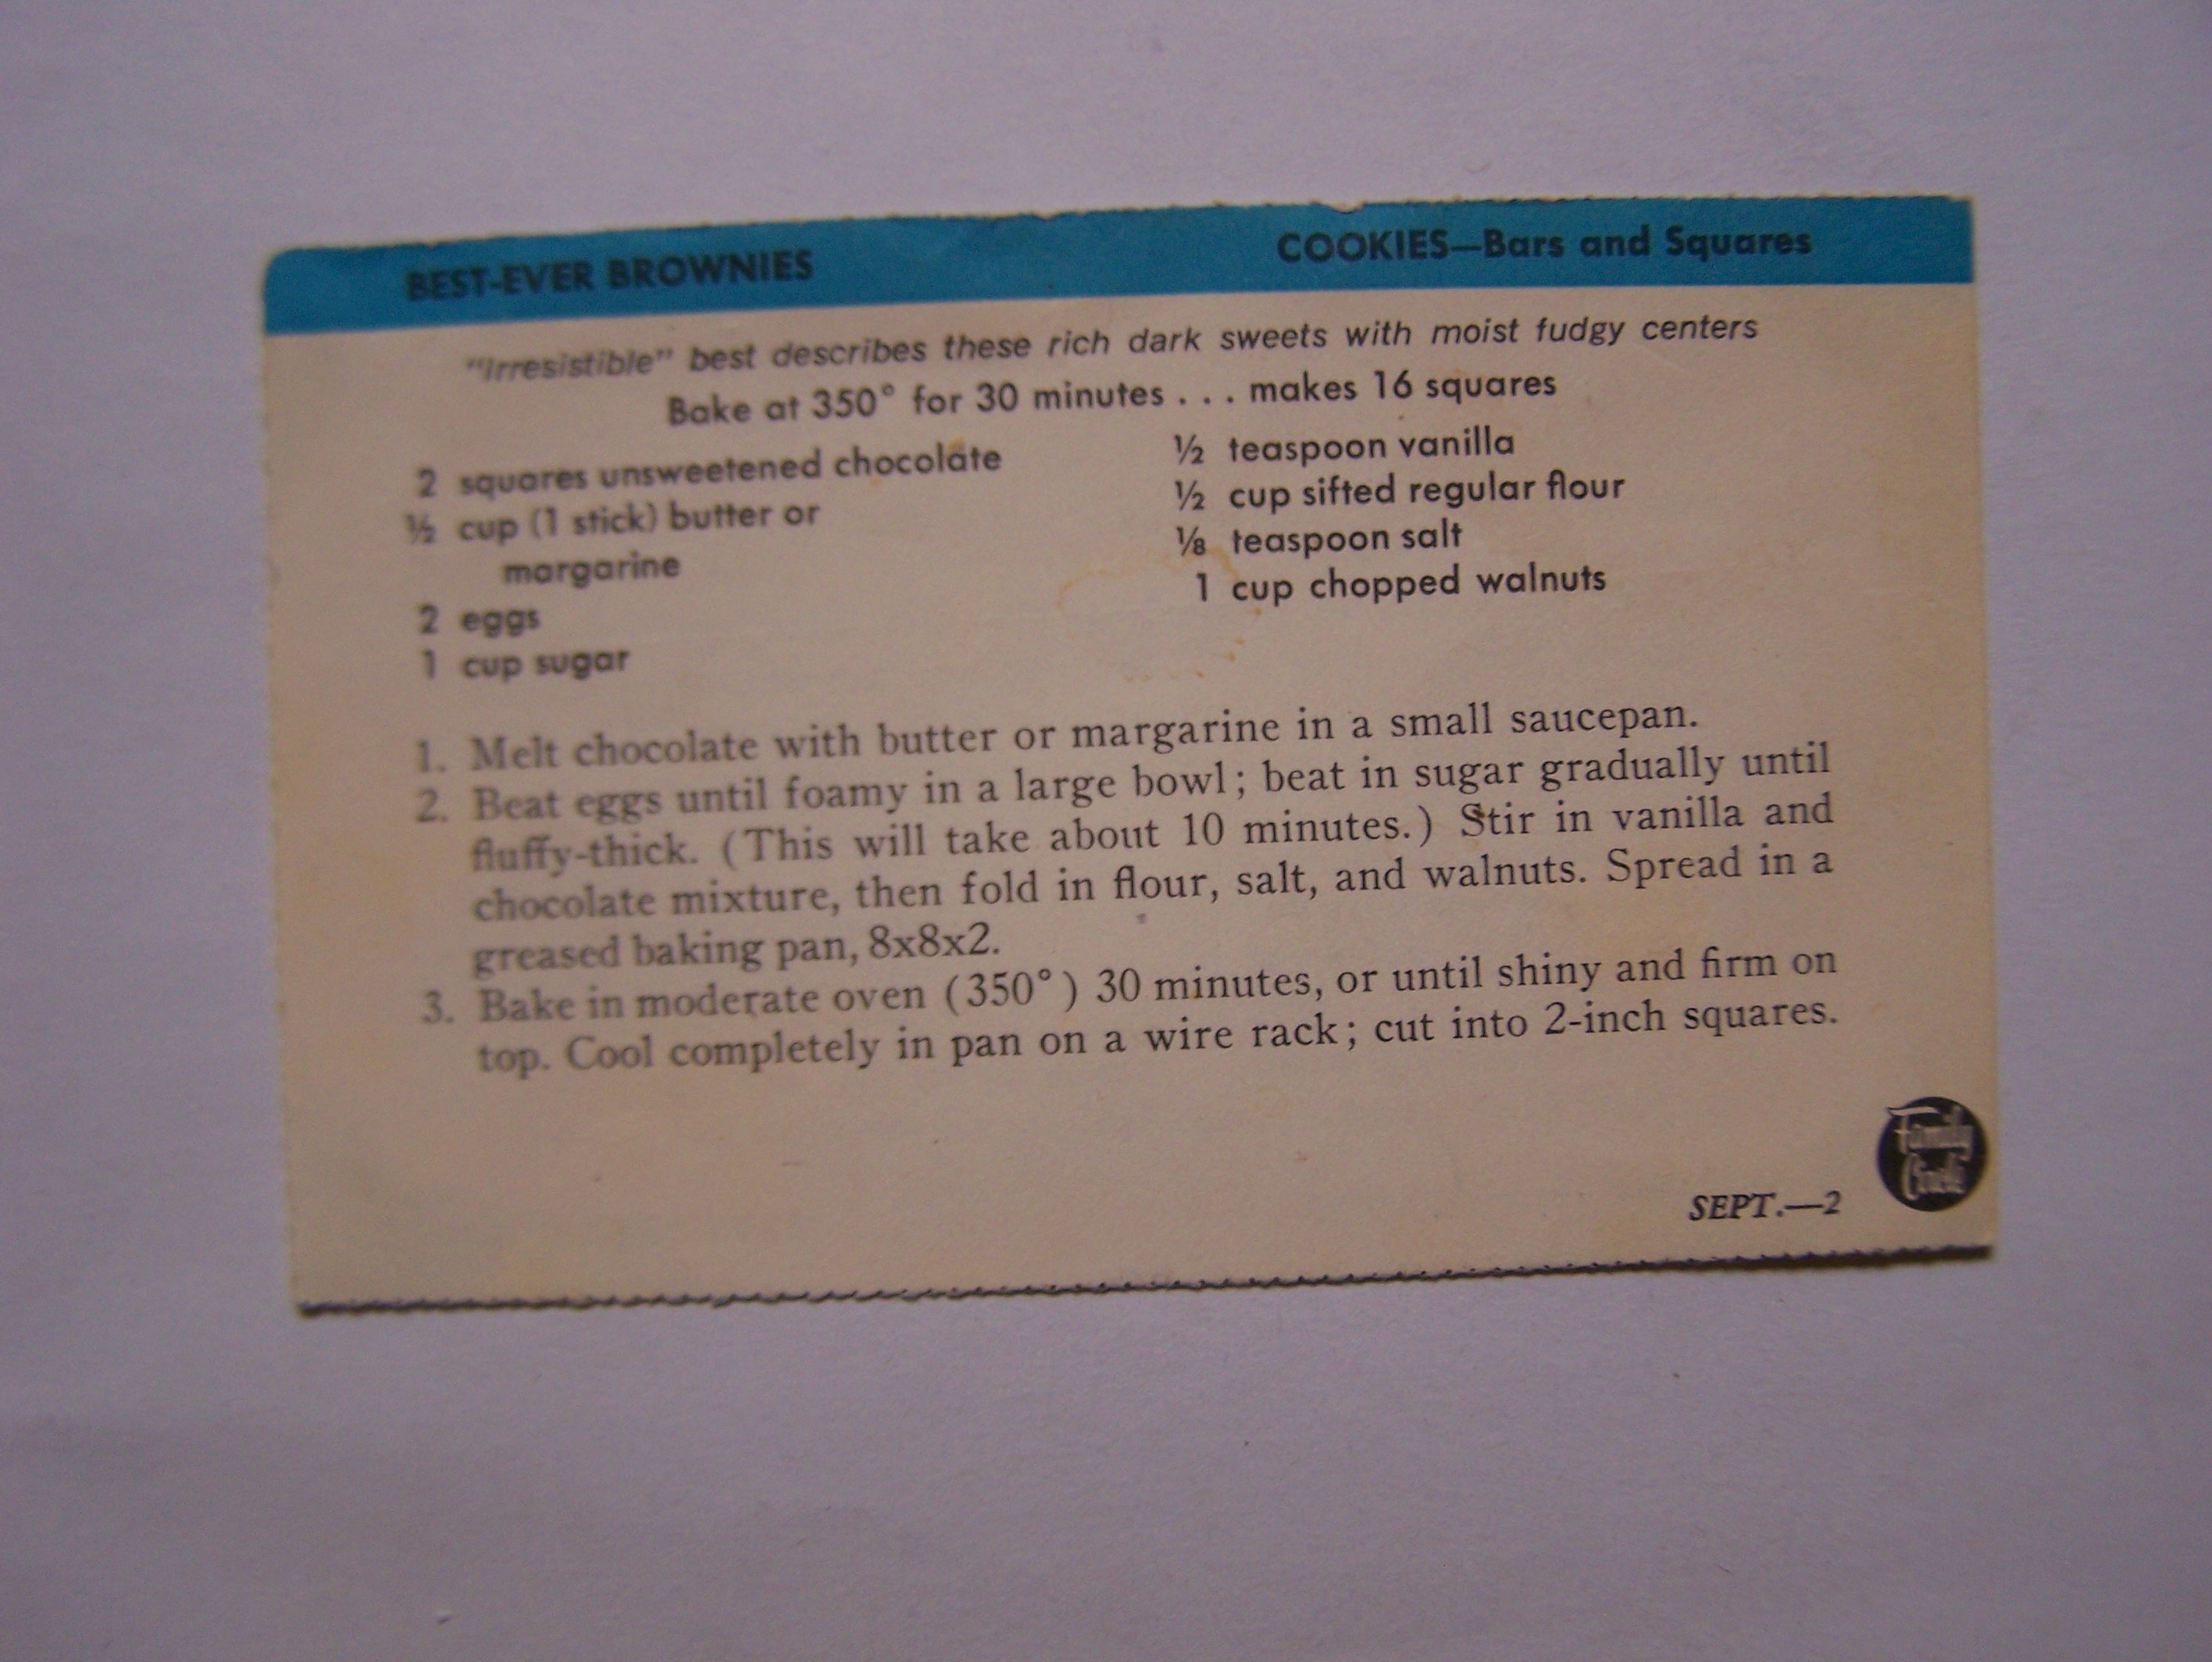 BEST-EVER BROWNIES
COOKIES—Bars and Squares
"Irresistible" best describes these rich dark sweets with moist fudgy centers
Bake at 350° for 30 minutes . . . makes 16 squares
2 squares unsweetened chocolate
½ cup (1 stick) butter or
margarine
2 eggs
1 cup sugar
½ teaspoon vanilla
½ cup sifted regular flour
⅛ teaspoon salt
1 cup chopped walnuts
1. Melt chocolate with butter or margarine in a small saucepan.
2. Beat eggs until foamy in a large bowl; beat in sugar gradually until
fluffy-thick. (This will take about 10 minutes.) Stir in vanilla and
chocolate mixture, then fold in flour, salt, and walnuts. Spread in a
greased baking pan, 8x8x2.
3. Bake in moderate oven (350°) 30 minutes, or until shiny and firm on
top. Cool completely in pan on a wire rack; cut into 2-inch squares.
Family
Circle
SEPT.—2